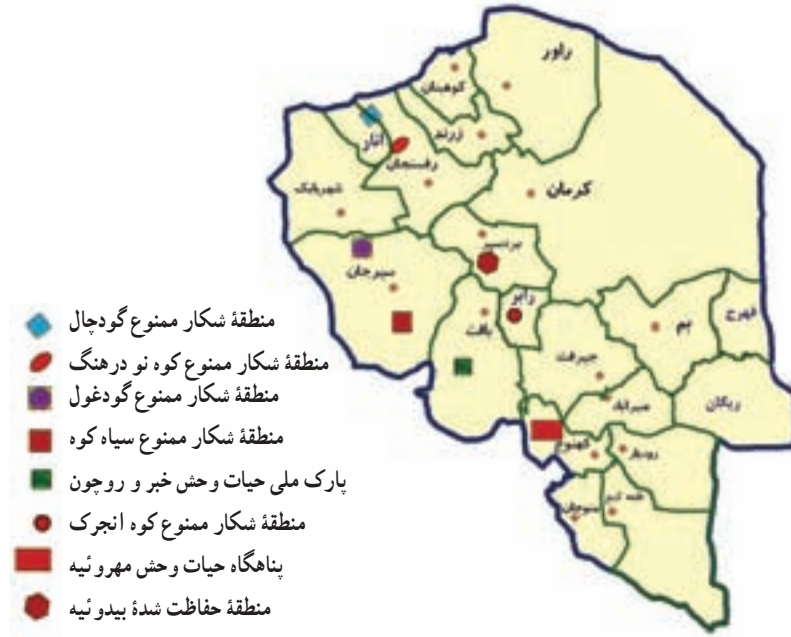 راور
کوهبنان
زرند
انار
رفسنجان
شهربابک
کرمان
بردسیر
سیرجان
رابر
بافت
بم
فهرج
جیرفت
ریگان
عنبرآباد
کهنوج
رودبار
قلعه گنج
منوجان
منطقهٔ شکار ممنوع گودچال
منطقهٔ شکار ممنوع کوه نو درهنگ
منطقهٔ شکار ممنوع گودغول
منطقهٔ شکار ممنوع سیاه کوه
پارک ملی حیات وحش خبر و روچون
منطقهٔ شکار ممنوع کوه انجرک
پناهگاه حیات وحش مهروئیه
منطقهٔ حفاظت شدهٔ بیدوئیه